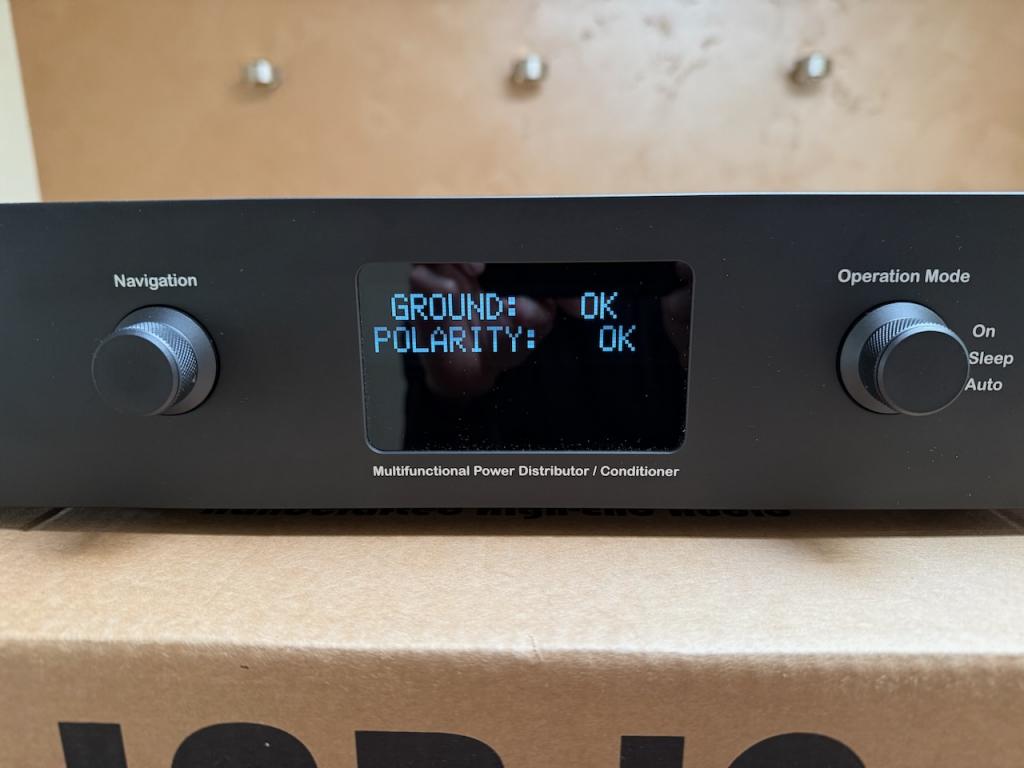 Navigation
Operation Mode
GROUND: OK
POLARITY: OK
On
Sleep
Auto
Multifunctional Power Distributor / Conditioner